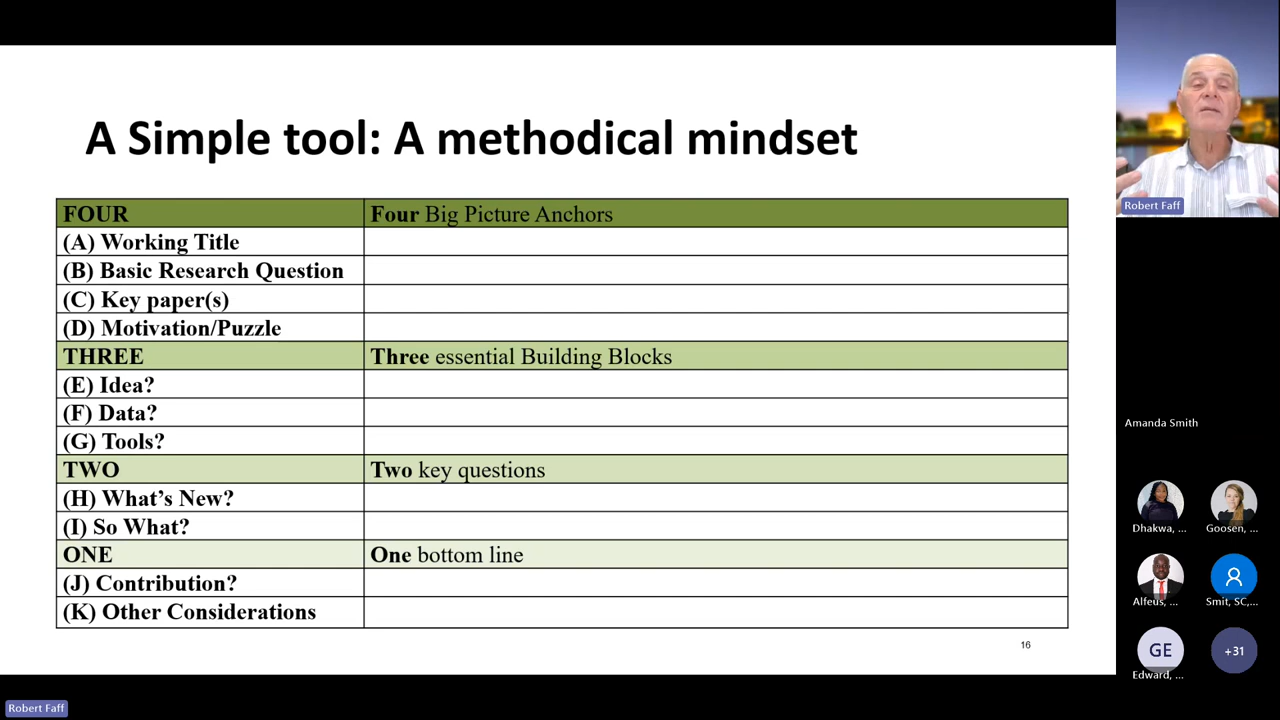 A Simple tool: A methodical mindset
FOUR Four Big Picture Anchors
(A) Working Title
(B) Basic Research Question
(C) Key paper(s)
(D) Motivation/Puzzle
THREE Three essential Building Blocks
(E) Idea?
(F) Data?
(G) Tools?
TWO Two key questions
(H) What’s New?
(I) So What?
ONE One bottom line
(J) Contribution?
(K) Other Considerations
16
Robert Faff
Amanda Smith
Dhakwa, ...
Goosen, ...
Alfeus, ...
Smit, SC,...
GE
Edward, ...
+31
Robert Faff